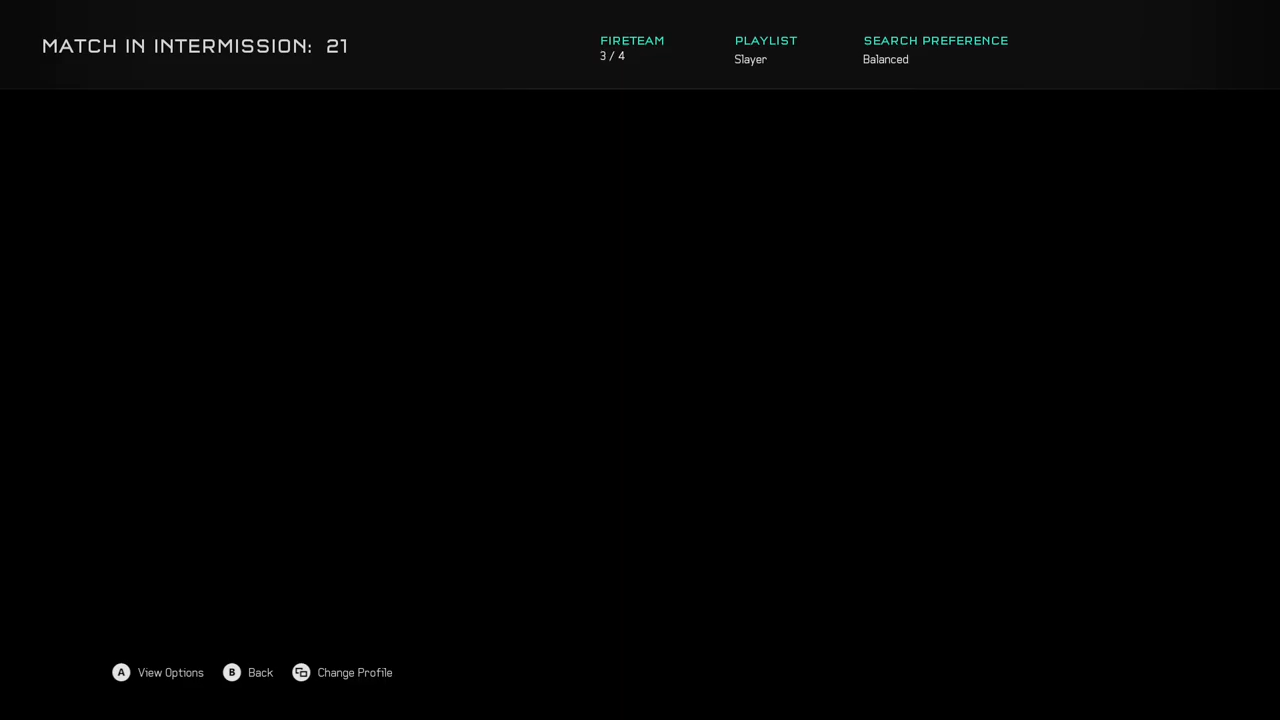 MATCH IN INTERMISSION: 21
FIRETEAM
3 / 4
PLAYLIST
Slayer
SEARCH PREFERENCE
Balanced
A View Options B Back Change Profile